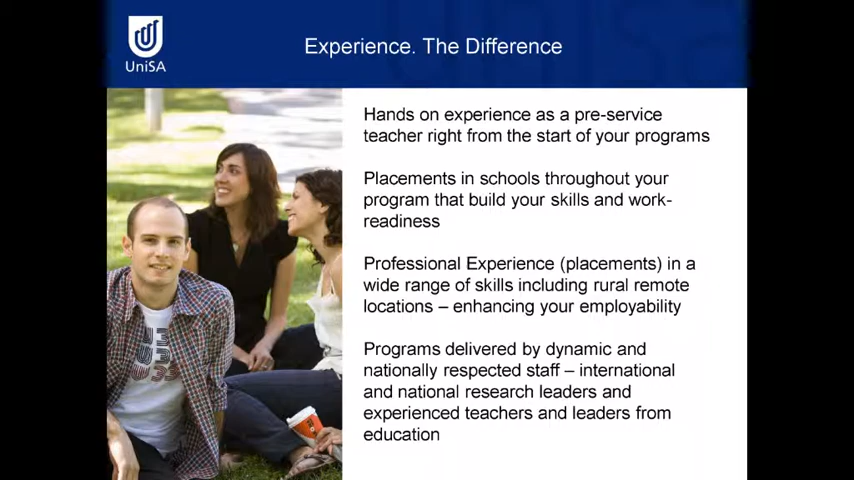 UniSA
Experience. The Difference
Hands on experience as a pre-service
teacher right from the start of your programs
Placements in schools throughout your
program that build your skills and work-
readiness
Professional Experience (placements) in a
wide range of skills including rural remote
locations – enhancing your employability
Programs delivered by dynamic and
nationally respected staff – international
and national research leaders and
experienced teachers and leaders from
education